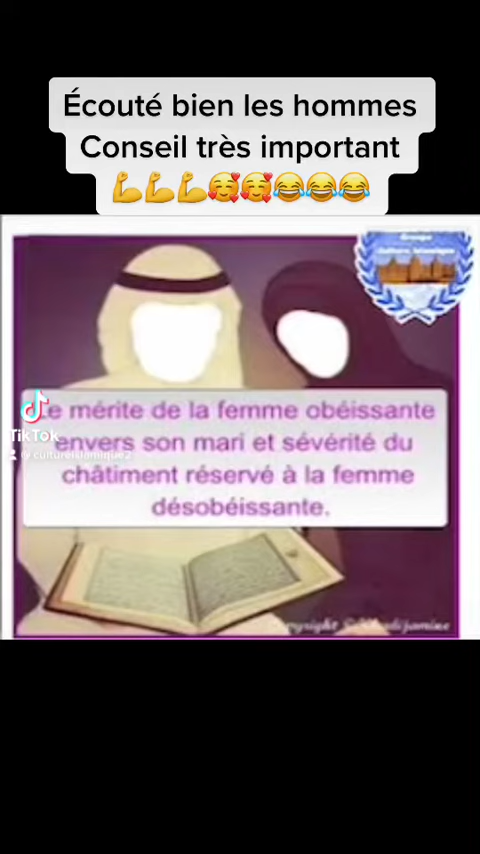 Écouté bien les hommes
Conseil très important
💪💪💪🥰🥰😂😂😂
Le mérite de la femme obéissante
envers son mari et sévérité du
châtiment réservé à la femme
désobéissante.
TikTok
@cultureislamique2